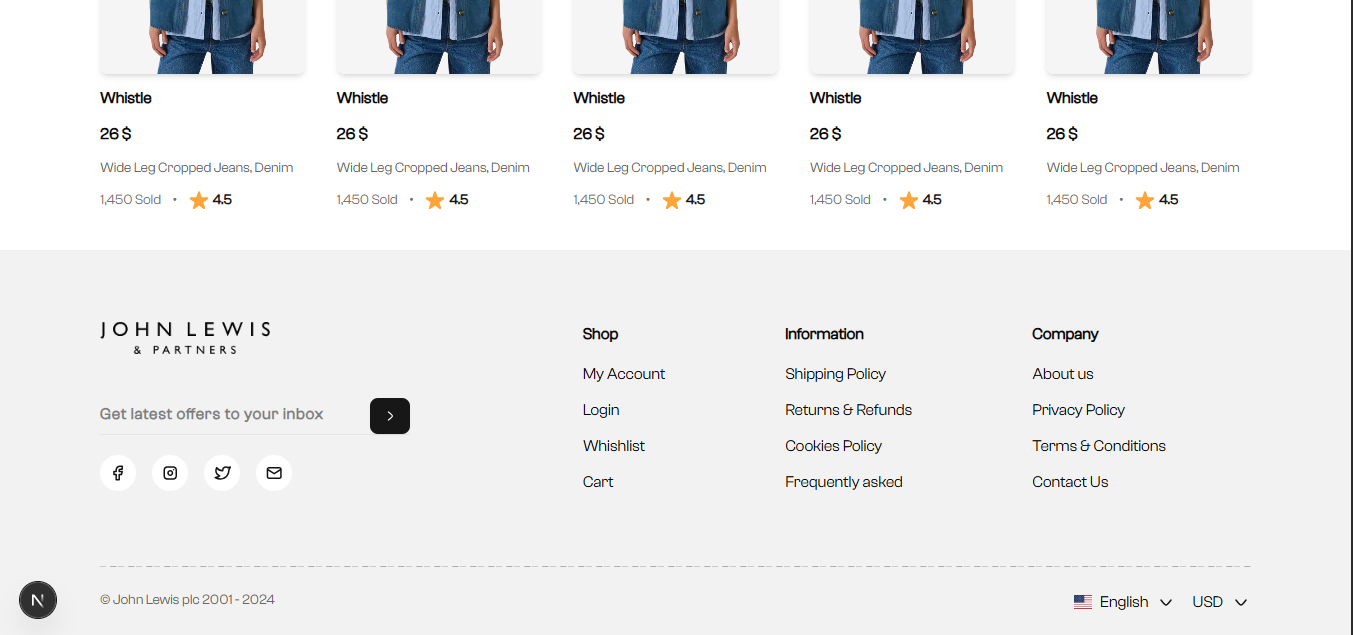 Whistle Whistle Whistle Whistle Whistle
26 $ 26 $ 26 $ 26 $ 26 $
Wide Leg Cropped Jeans, Denim Wide Leg Cropped Jeans, Denim Wide Leg Cropped Jeans, Denim Wide Leg Cropped Jeans, Denim Wide Leg Cropped Jeans, Denim
1,450 Sold • 4.5 1,450 Sold • 4.5 1,450 Sold • 4.5 1,450 Sold • 4.5 1,450 Sold • 4.5
JOHN LEWIS
& PARTNERS
Get latest offers to your inbox
Shop
My Account
Login
Whishlist
Cart
Information
Shipping Policy
Returns & Refunds
Cookies Policy
Frequently asked
Company
About us
Privacy Policy
Terms & Conditions
Contact Us
N
© John Lewis plc 2001 - 2024
English USD